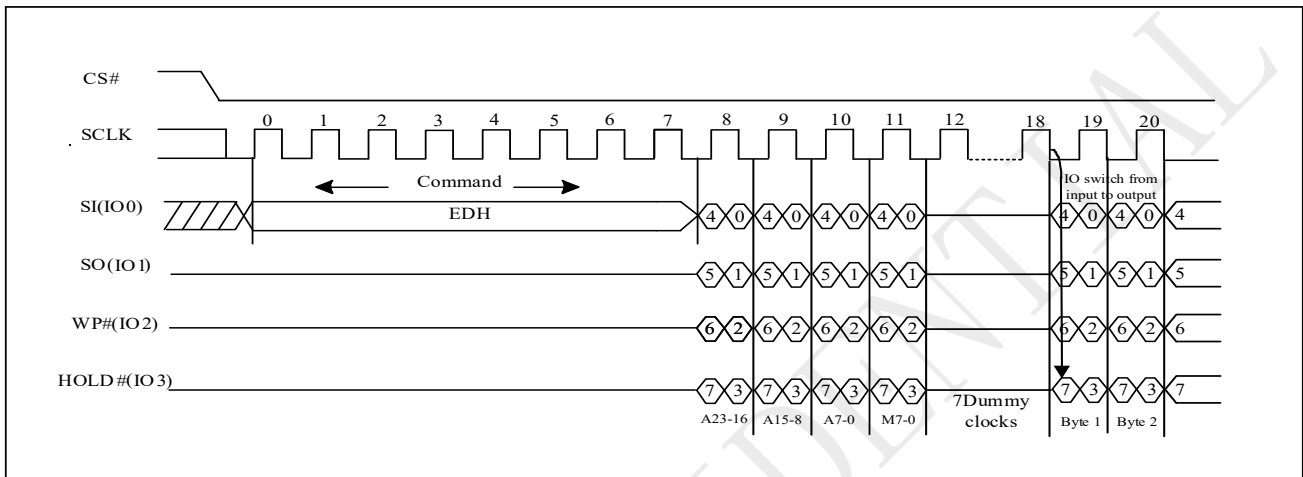 CS#
SCLK
0 1 2 3 4 5 6 7 8 9 10 11 12 18 19 20
Command
IO switch from
input to output
SI(IO0)
EDH
4 0 4 0 4 0 4 0 4 0 4 0 4
SO(IO1)
5 1 5 1 5 1 5 1 5 1 5 1 5
WP#(IO2)
6 2 6 2 6 2 6 2 6 2 6 2 6
HOLD#(IO3)
7 3 7 3 7 3 7 3 7 3 7 3 7
A23-16 A15-8 A7-0 M7-0
7Dummy
clocks
Byte 1 Byte 2
DENTIAL